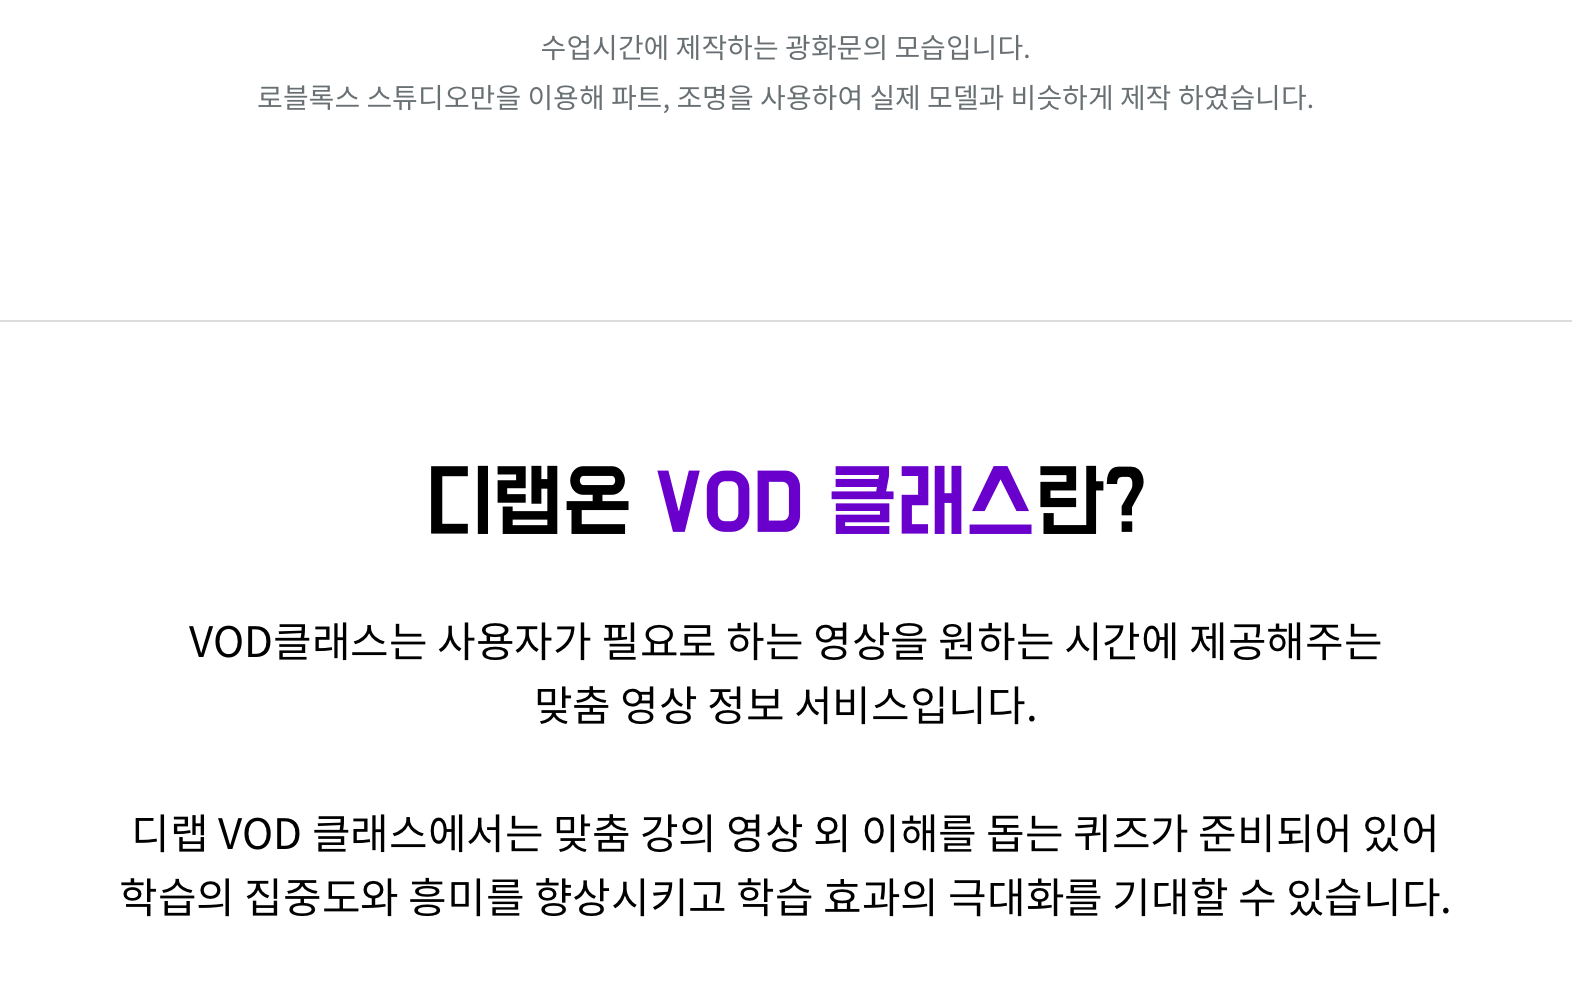 수업시간에 제작하는 광화문의 모습입니다.
로블록스 스튜디오만을 이용해 파트, 조명을 사용하여 실제 모델과 비슷하게 제작 하였습니다.
디랩온 VOD 클래스란?
VOD클래스는 사용자가 필요로 하는 영상을 원하는 시간에 제공해주는
맞춤 영상 정보 서비스입니다.
디랩 VOD 클래스에서는 맞춤 강의 영상 외 이해를 돕는 퀴즈가 준비되어 있어
학습의 집중도와 흥미를 향상시키고 학습 효과의 극대화를 기대할 수 있습니다.